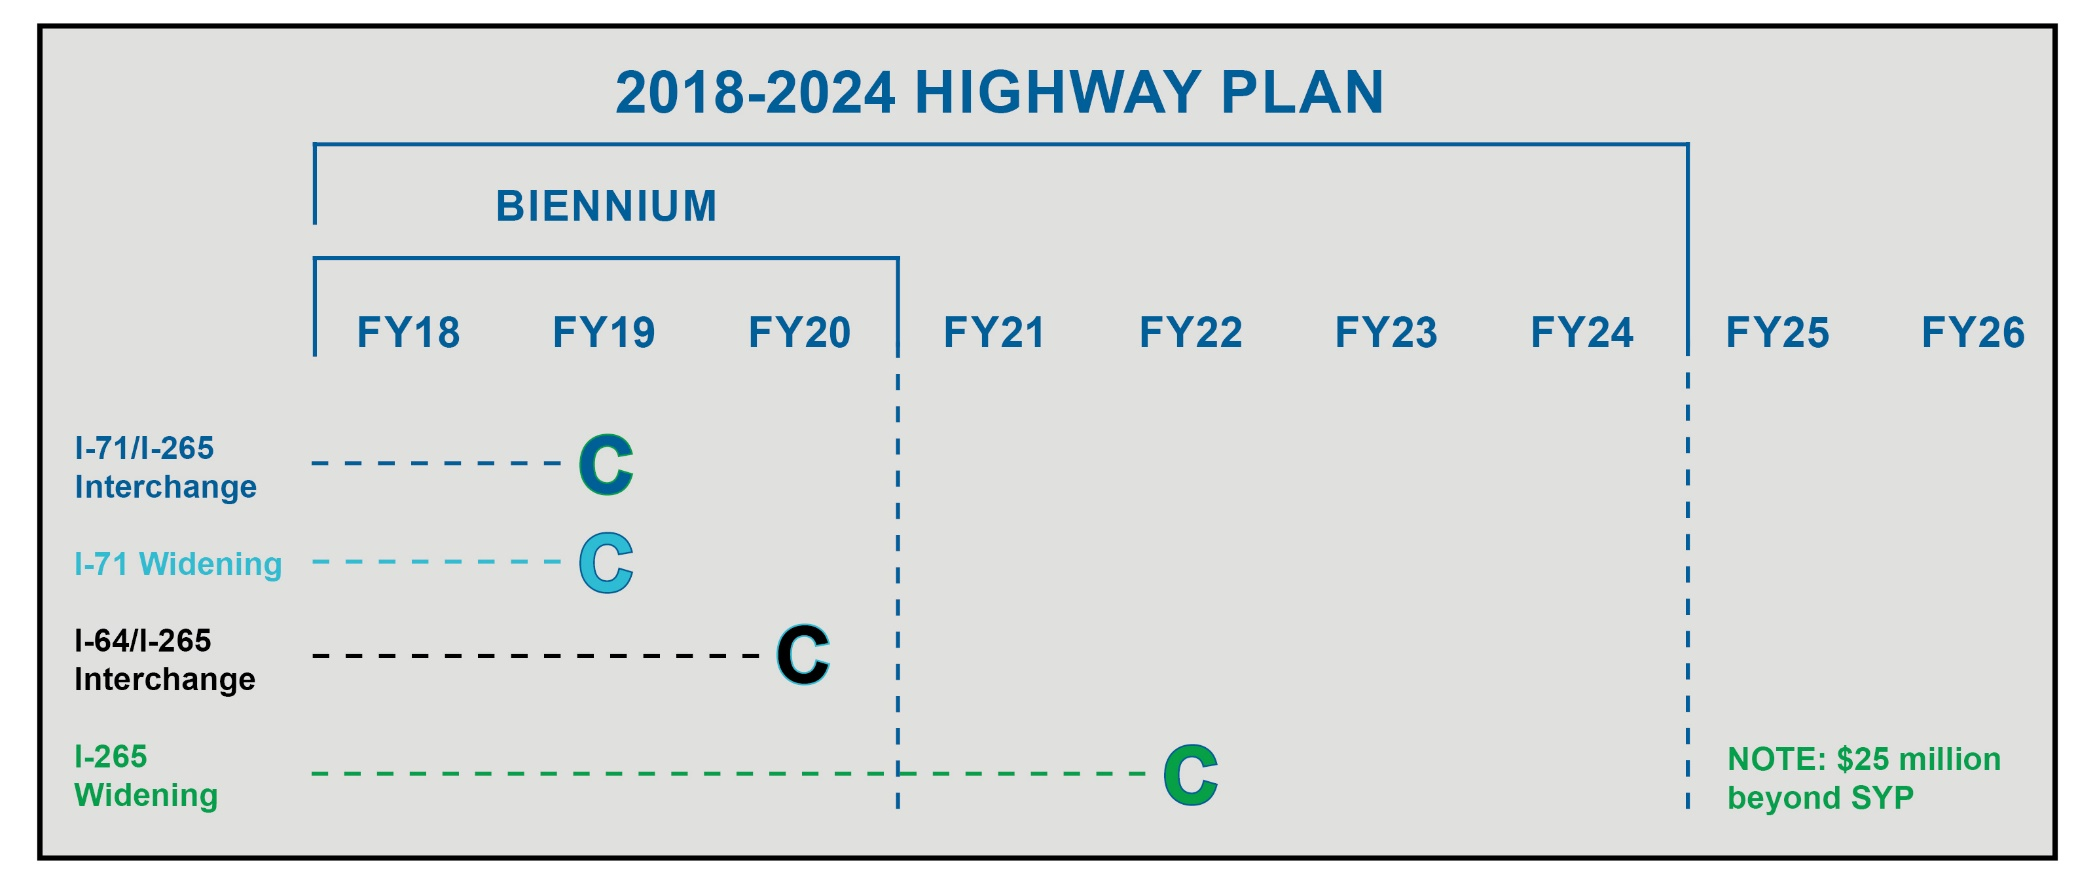 2018-2024 HIGHWAY PLAN
BIENNIUM
FY18 FY19 FY20 FY21 FY22 FY23 FY24 FY25 FY26
I-71/I-265
Interchange
C
I-71 Widening
C
I-64/I-265
Interchange
C
I-265
Widening
C
NOTE: $25 million
beyond SYP